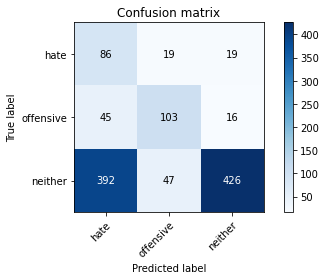 Confusion matrix
True label
hate
86
19
19
offensive
45
103
16
neither
392
47
426
hate
offensive
neither
Predicted label
400
350
300
250
200
150
100
50